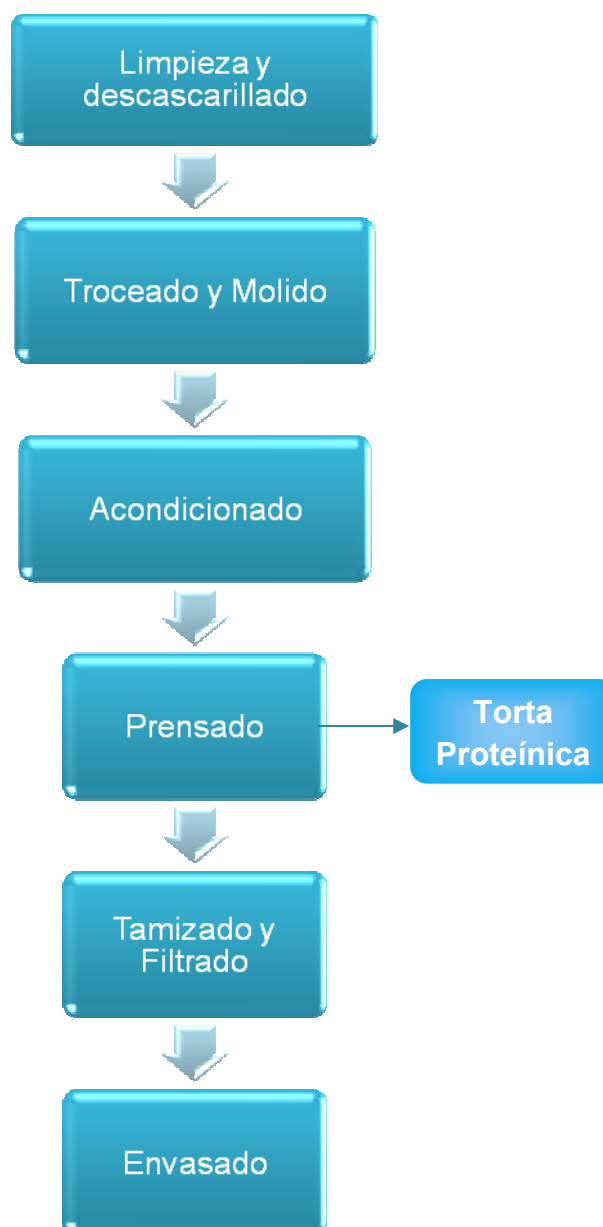 Limpieza y
descascarillado
Troceado y Molido
Acondicionado
Prensado
Torta
Proteínica
Tamizado y
Filtrado
Envasado